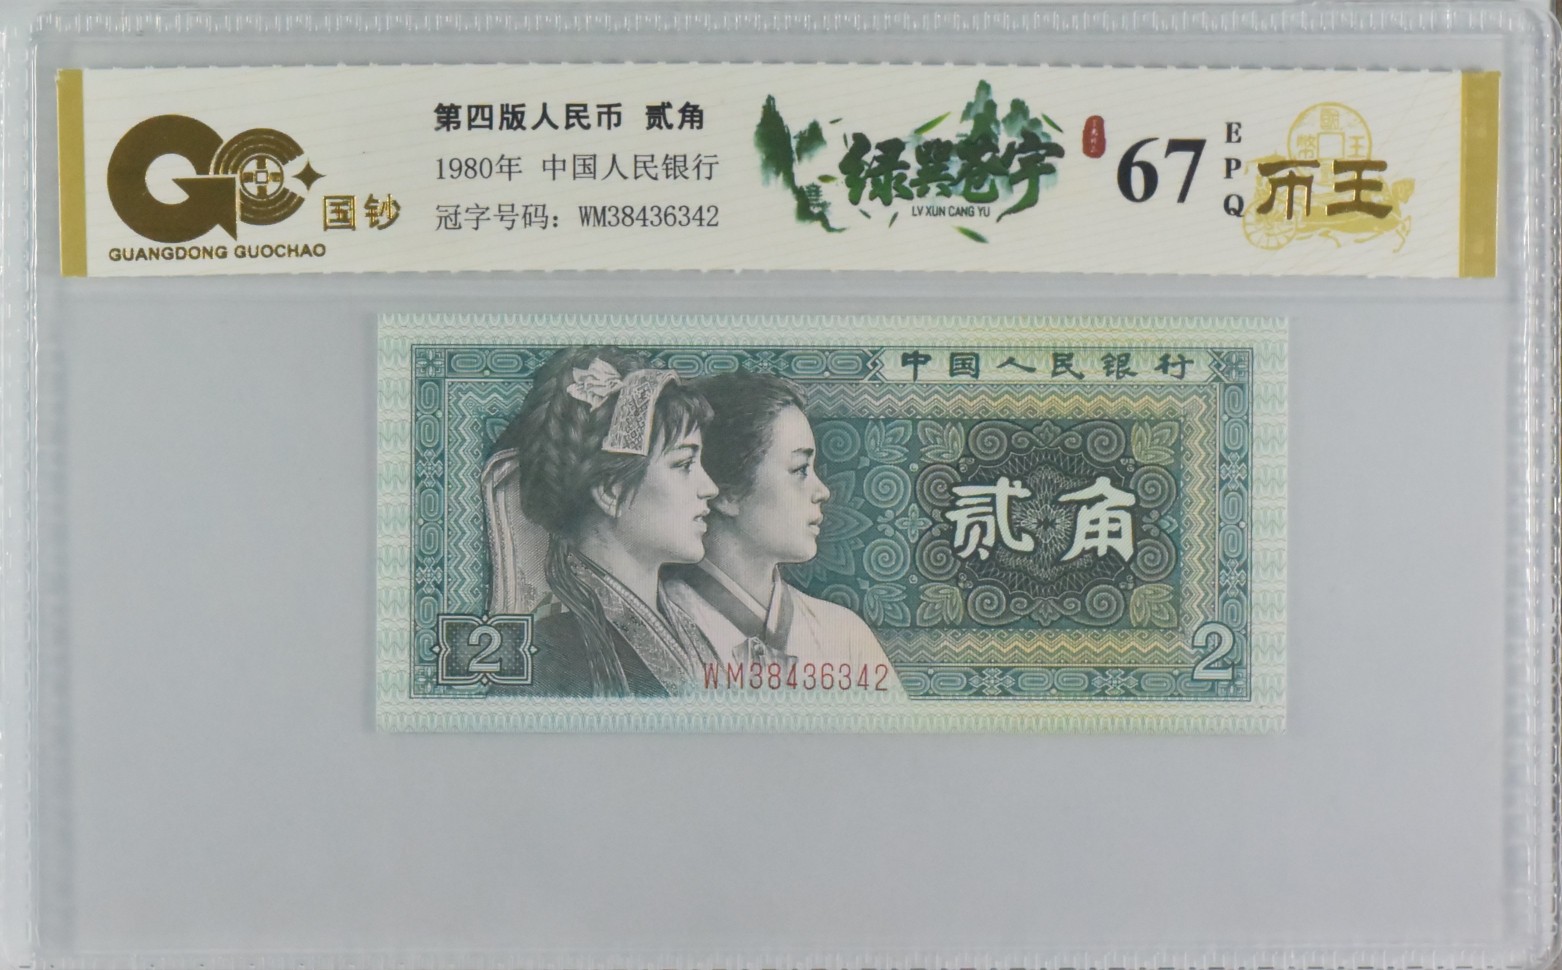 GUANGDONG GUOCHAO
国钞
第四版人民币 贰角
1980年 中国人民银行
冠字号码：WM38436342
绿巽苍宇
LV XUN CANG YU
67
EPQ
币王
中国人民银行
贰角
2
WM38436342
2